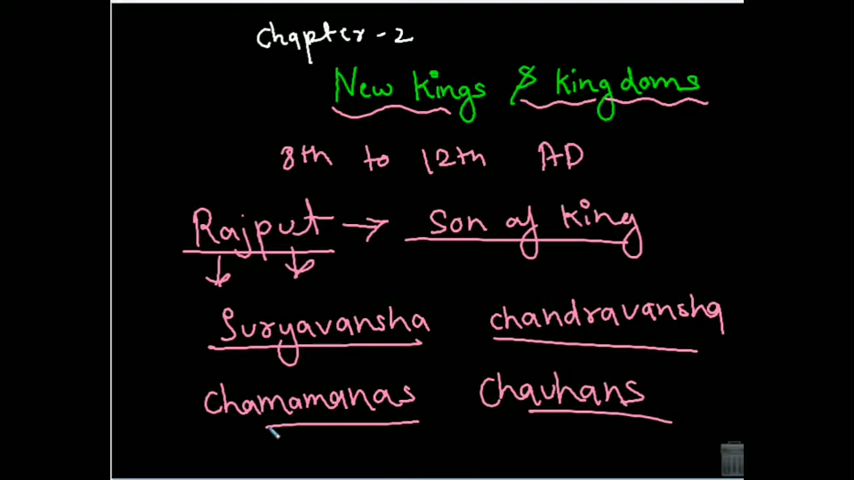 Chapter - 2
New Kings & Kingdoms
8th to 12th AD
Rajput → Son of King
Suryavansha chandravansha
Chamamanas Chauhans